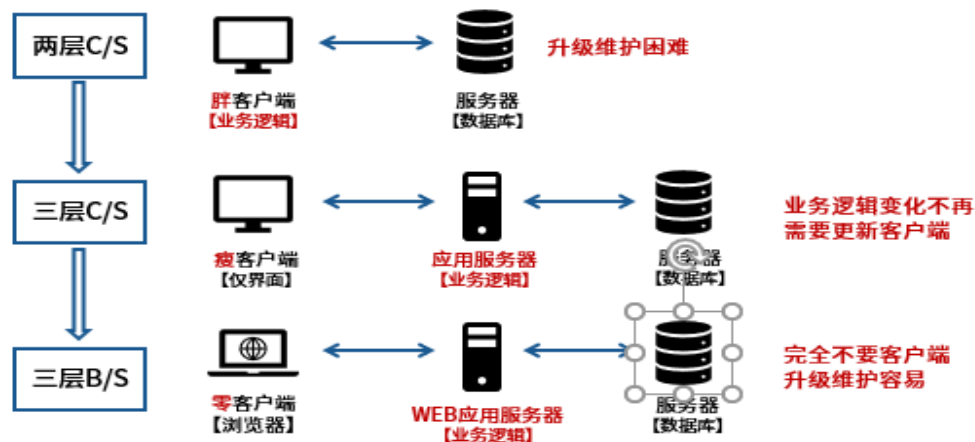 两层C/S
升级维护困难
胖客户端
【业务逻辑】
服务器
【数据库】
三层C/S
业务逻辑变化不再
需要更新客户端
瘦客户端
【仅界面】
应用服务器
【业务逻辑】
服务器
【数据库】
三层B/S
完全不要客户端
升级维护容易
零客户端
【浏览器】
WEB应用服务器
【业务逻辑】
服务器
【数据库】